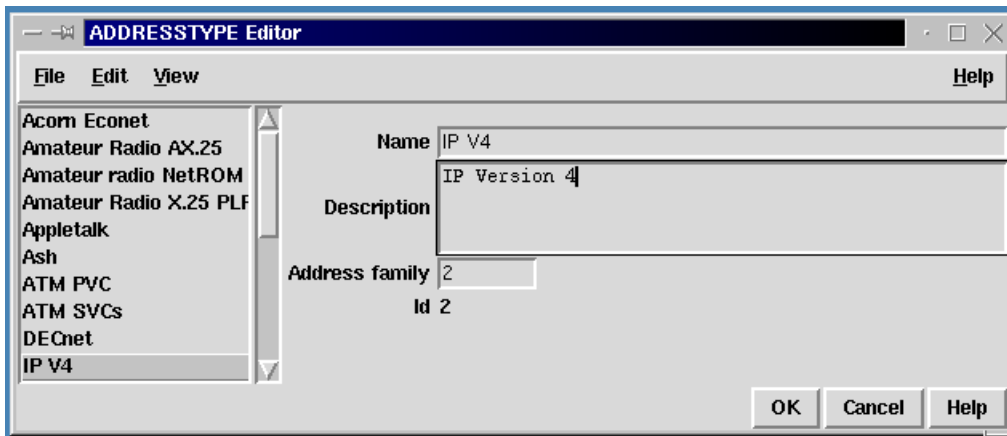 ADDRESSTYPE Editor
File Edit View Help
Acorn Econet
Amateur Radio AX.25
Amateur radio NetROM
Amateur Radio X.25 PLF
Appletalk
Ash
ATM PVC
ATM SVCs
DECnet
IP V4
Name IP V4
Description IP Version 4
Address family 2
Id 2
OK Cancel Help